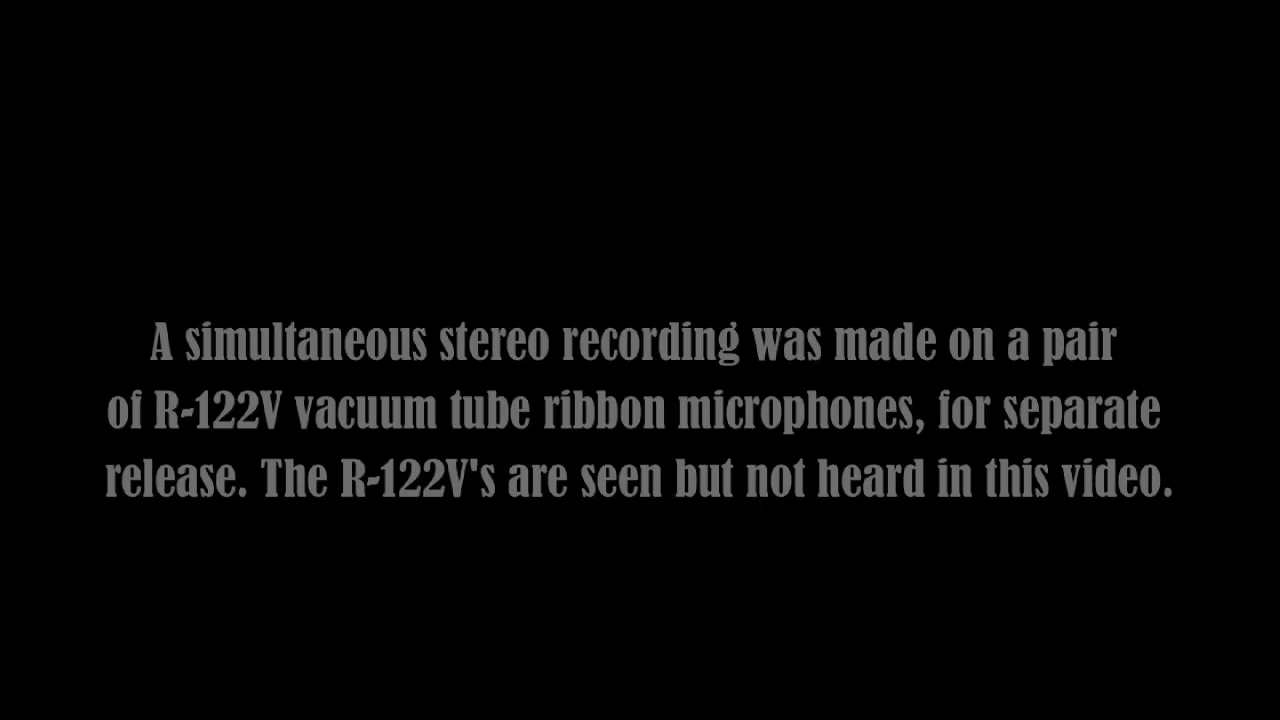 A simultaneous stereo recording was made on a pair
of R-122V vacuum tube ribbon microphones, for separate
release. The R-122V's are seen but not heard in this video.